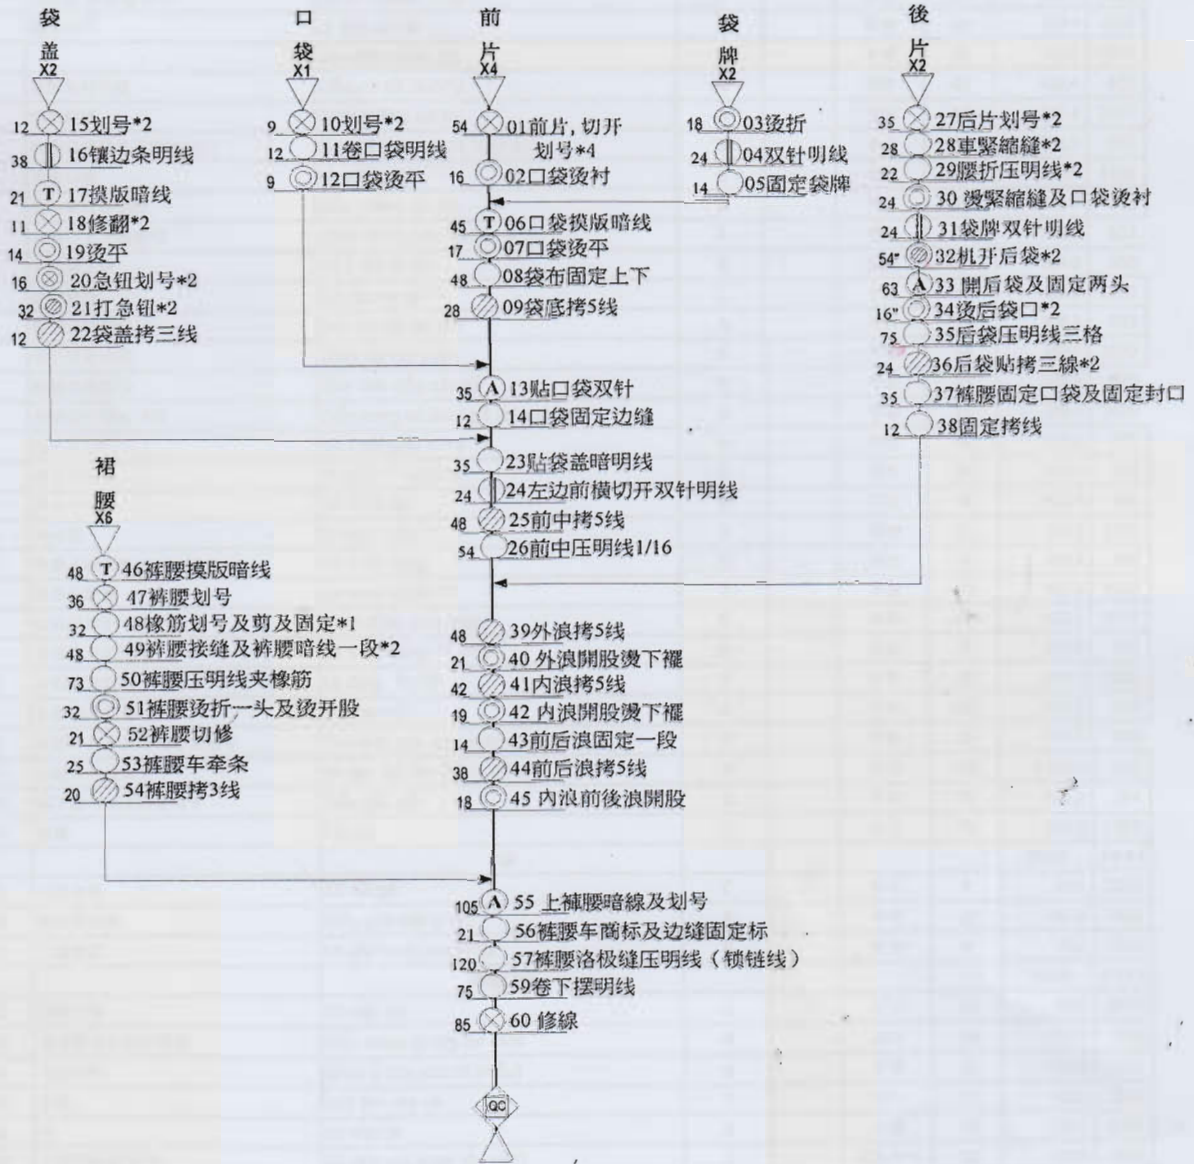 袋盖
X2
12 15划号*2
38 16镶边条明线
21 T 17摸版暗线
11 18修翻*2
14 19烫平
16 20急钮划号*2
32 21打急钮*2
12 22袋盖拷三线
口袋
X1
9 10划号*2
12 11卷口袋明线
9 12口袋烫平
前片
X4
54 01前片,切开
划号*4
16 02口袋烫衬
45 T 06口袋摸版暗线
17 07口袋烫平
48 08袋布固定上下
28 09袋底拷5线
35 A 13贴口袋双针
12 14口袋固定边缝
35 23贴袋盖暗明线
24 24左边前横切开双针明线
48 25前中拷5线
54 26前中压明线1/16
袋牌
X2
18 03烫折
24 04双针明线
14 05固定袋牌
後片
X2
35 27后片划号*2
28 28車緊縮縫*2
22 29腰折压明线*2
24 30 燙緊縮縫及口袋烫衬
24 31袋牌双针明线
54" 32机开后袋*2
63 A 33 開后袋及固定两头
16" 34烫后袋口*2
75 35后袋压明线三格
24 36后袋贴拷三線*2
35 37裤腰固定口袋及固定封口
12 38固定拷线
裙腰
X6
48 T 46裤腰摸版暗线
36 47裤腰划号
32 48橡筋划号及剪及固定*1
48 49裤腰接缝及裤腰暗线一段*2
73 50裤腰压明线夹橡筋
32 51裤腰烫折一头及烫开股
21 52裤腰切修
25 53裤腰车牵条
20 54裤腰拷3线
48 39外浪拷5线
21 40 外浪開股燙下襬
42 41内浪拷5线
19 42 内浪開股燙下襬
14 43前后浪固定一段
38 44前后浪拷5线
18 45 內浪前後浪開股
105 A 55 上褲腰暗線及划号
21 56裤腰车商标及边缝固定标
120 57裤腰洛极缝压明线（锁链线）
75 59卷下摆明线
85 60 修線
QC